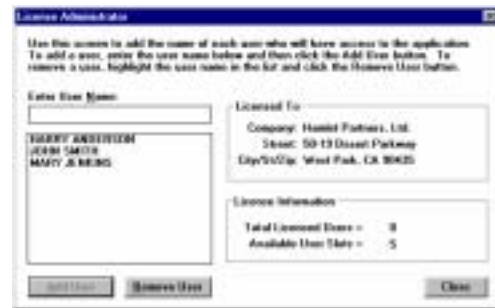 License Administrator
Use this screen to add the name of each user who will have access to the application.
To add a user, enter the user name below and then click the Add User button. To
remove a user, highlight the user name in the list and click the Remove User button.
Enter User Name:
HARRY ANDERSON
JOHN SMITH
MARY JENKINS
Licensed To
Company: Hamlet Partners, Ltd.
Street: Parkway
City/St/Zip: West Park, CA
License Information
Total Licensed Users = 8
Available User Slots = 5
Add User
Remove User
Close